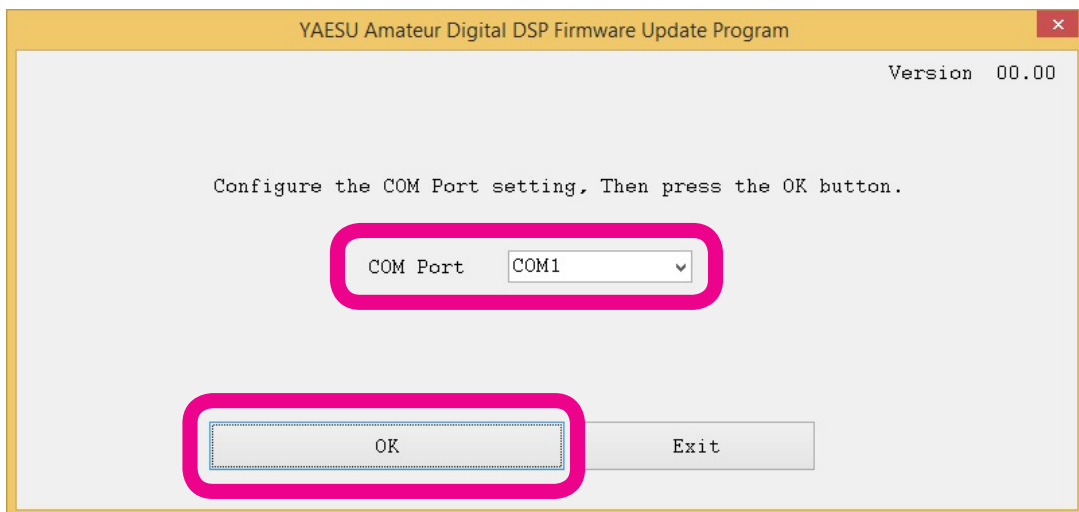 YAESU Amateur Digital DSP Firmware Update Program
Version 00.00
Configure the COM Port setting, Then press the OK button.
COM Port COM1
OK Exit